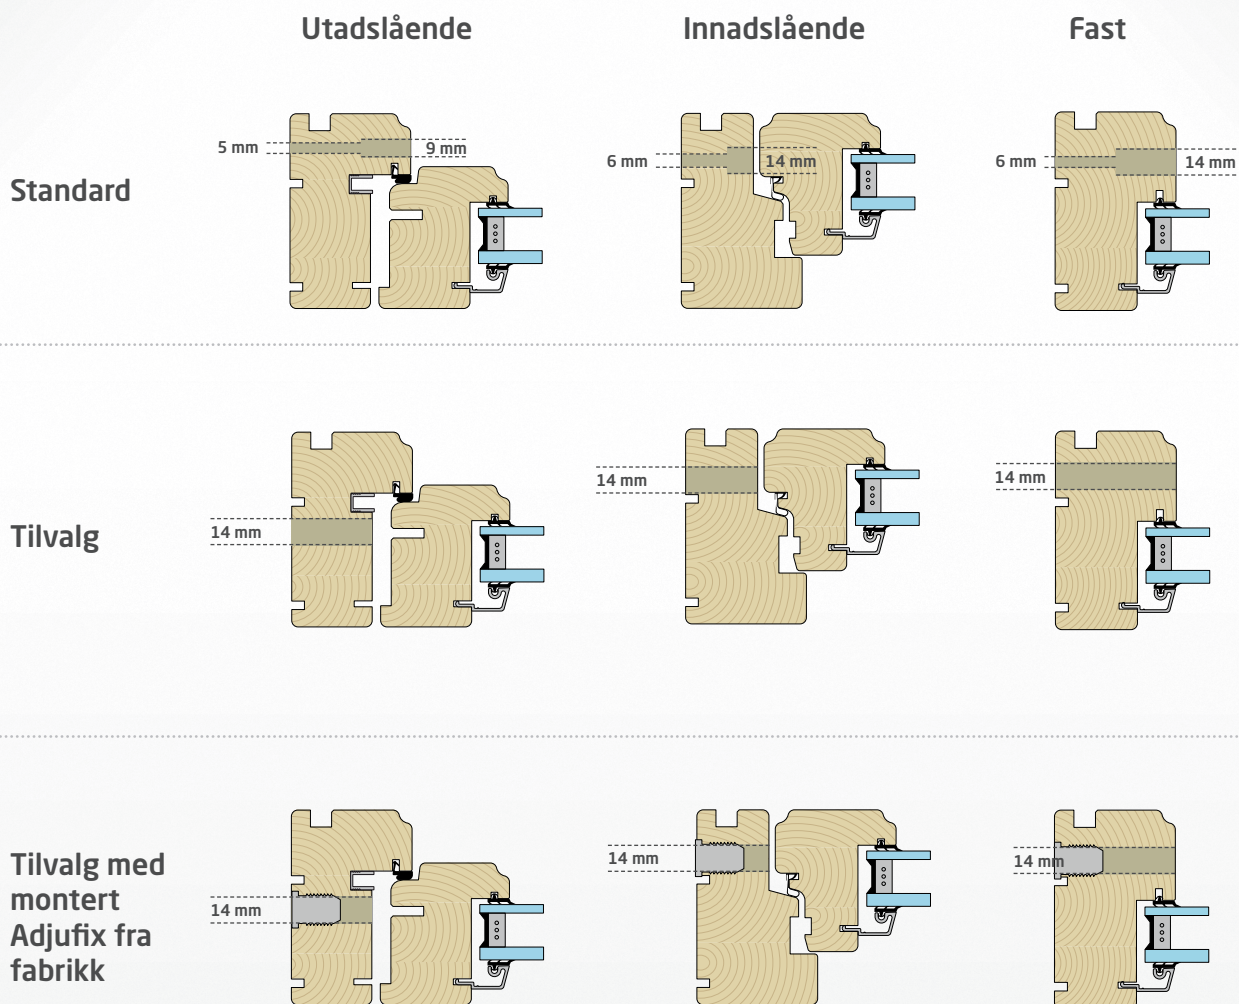 Utadslående Innadslående Fast
Standard
5 mm 9 mm 6 mm 14 mm 6 mm 14 mm
Tilvalg
14 mm 14 mm 14 mm
Tilvalg med
montert
Adjufix fra
fabrikk
14 mm 14 mm 14 mm